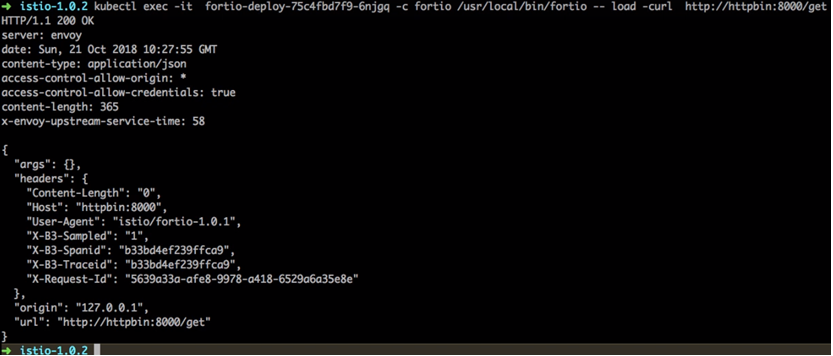 ➜ istio-1.0.2 kubectl exec -it  fortio-deploy-75c4fbd7f9-6njgq -c fortio /usr/local/bin/fortio -- load -curl  http://httpbin:8000/get
HTTP/1.1 200 OK
server: envoy
date: Sun, 21 Oct 2018 10:27:55 GMT
content-type: application/json
access-control-allow-origin: *
access-control-allow-credentials: true
content-length: 365
x-envoy-upstream-service-time: 58

{
  "args": {},
  "headers": {
    "Content-Length": "0",
    "Host": "httpbin:8000",
    "User-Agent": "istio/fortio-1.0.1",
    "X-B3-Sampled": "1",
    "X-B3-Spanid": "b33bd4ef239ffca9",
    "X-B3-Traceid": "b33bd4ef239ffca9",
    "X-Request-Id": "5639a33a-afe8-9978-a418-6529a6a35e8e"
  },
  "origin": "127.0.0.1",
  "url": "http://httpbin:8000/get"
}
➜ istio-1.0.2